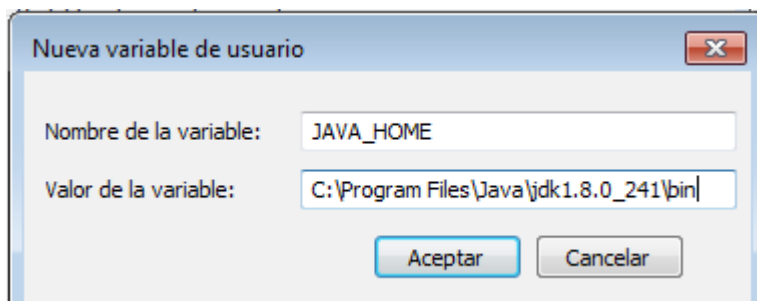 Nueva variable de usuario
Nombre de la variable: JAVA_HOME
Valor de la variable: C:\Program Files\Java\jdk1.8.0_241\bin
Aceptar Cancelar